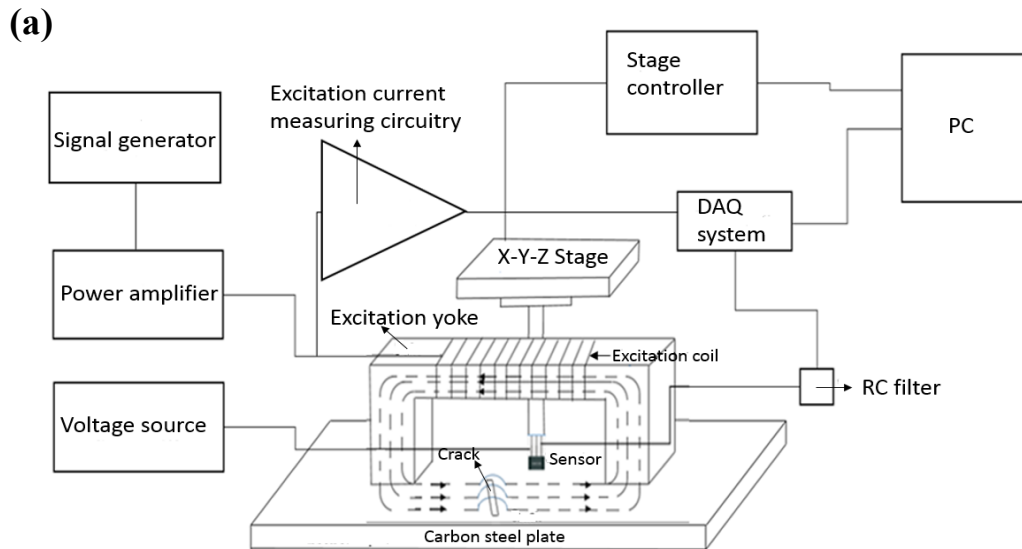 (a)
Stage
controller
PC
Excitation current
measuring circuitry
Signal generator
DAQ
system
X-Y-Z Stage
Power amplifier
Excitation yoke
Excitation coil
RC filter
Voltage source
Crack
Sensor
Carbon steel plate